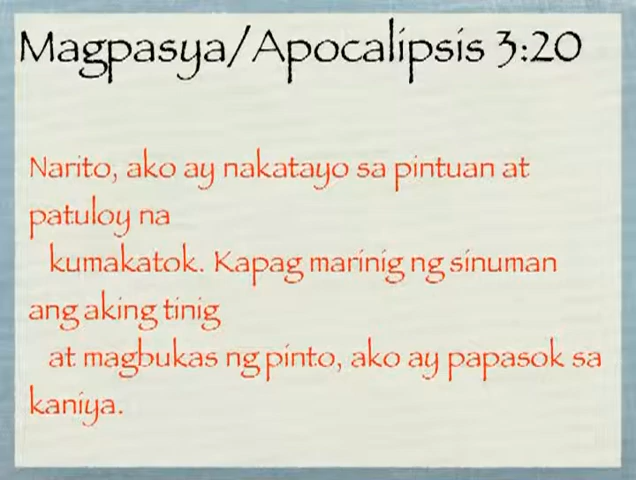 Magpasya/Apocalipsis 3:20
Narito, ako ay nakatayo sa pintuan at
patuloy na
kumakatok. Kapag marinig ng sinuman
ang aking tinig
at magbukas ng pinto, ako ay papasok sa
kaniya.